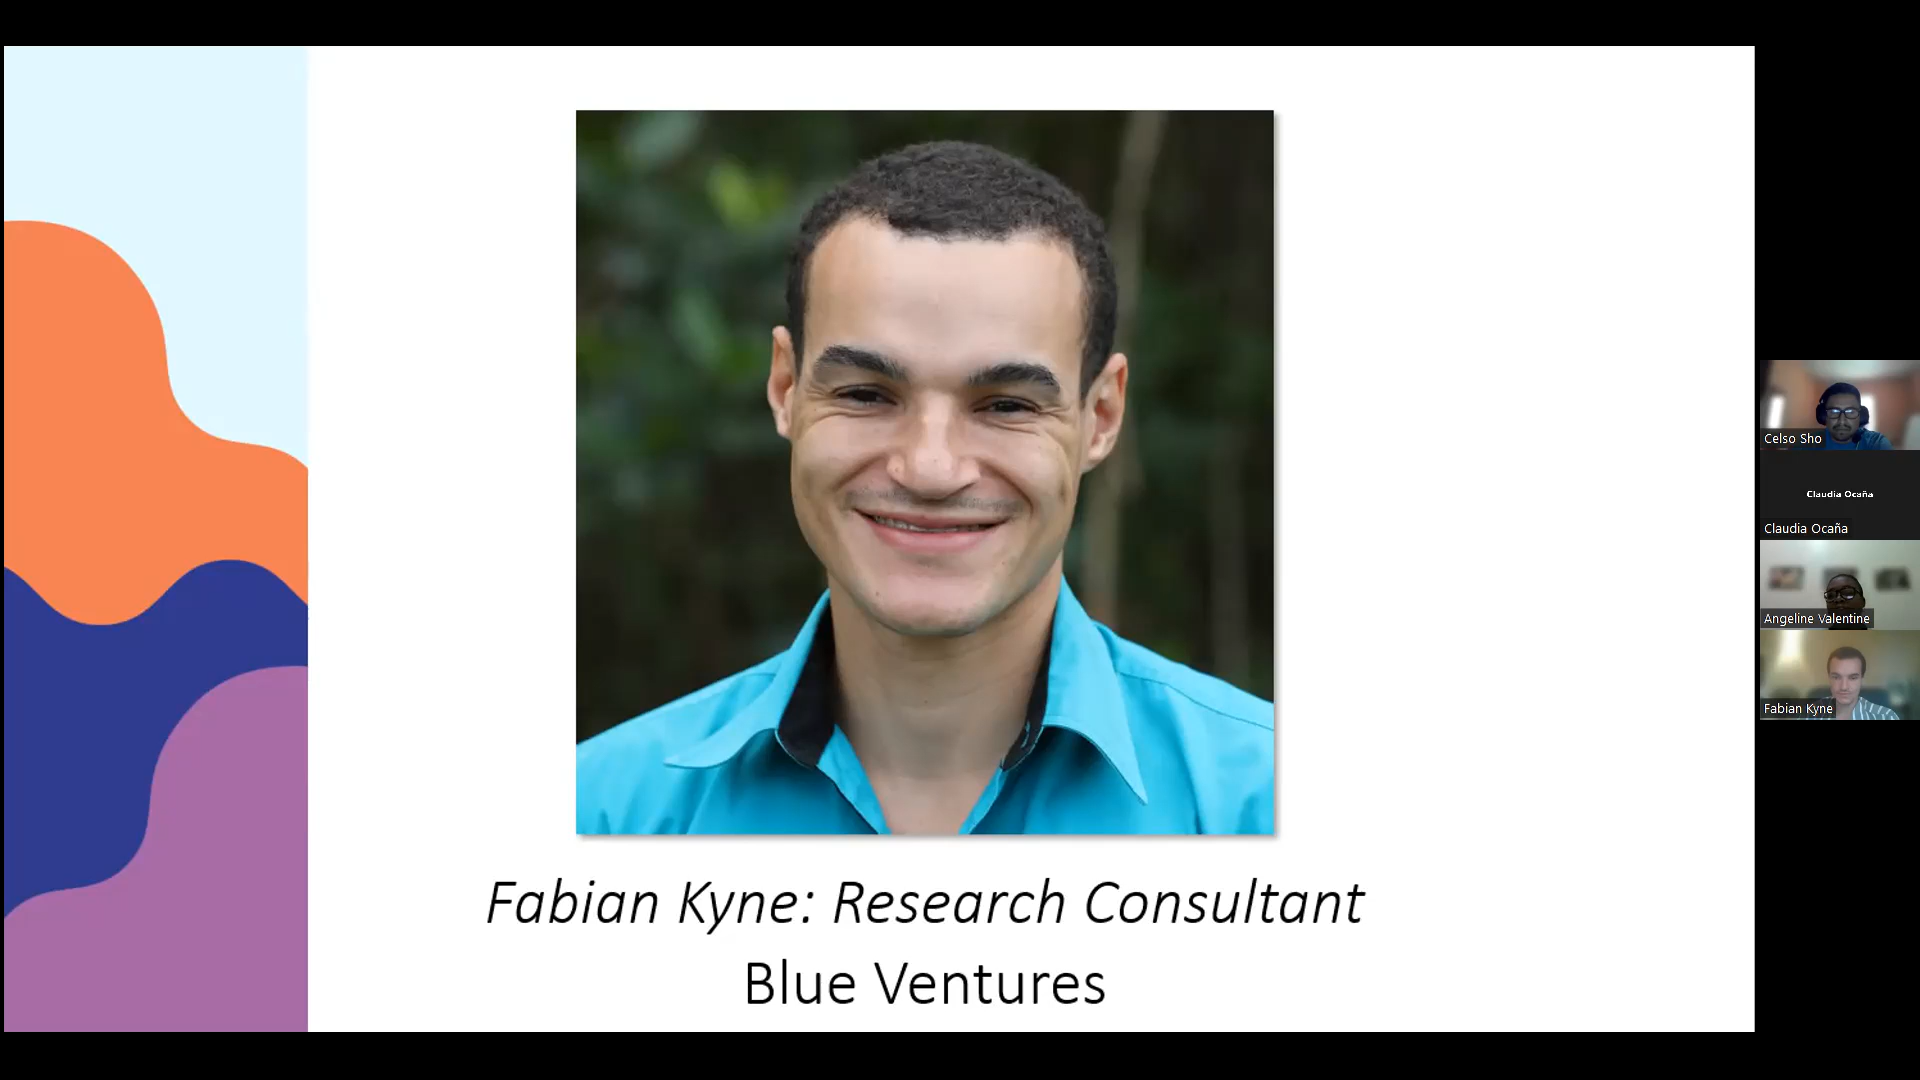 Fabian Kyne: Research Consultant
Blue Ventures
Celso Sho
Claudia Ocaña
Claudia Ocaña
Angeline Valentine
Fabian Kyne